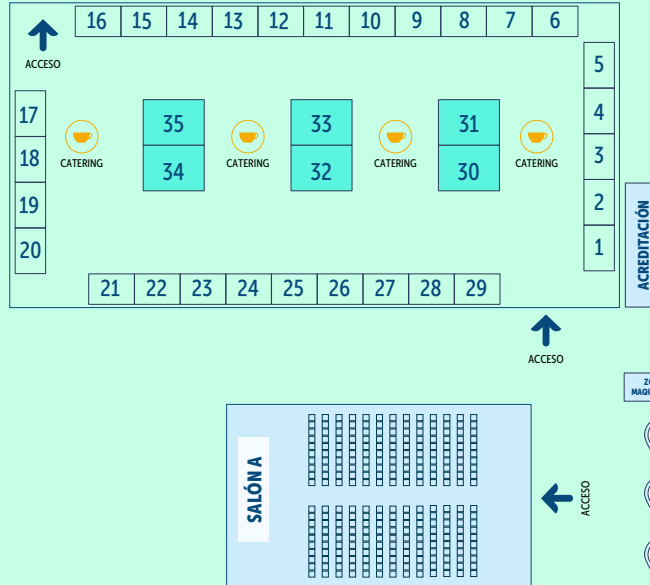 16 15 14 13 12 11 10 9 8 7 6
ACCESO
5
4
3
2
1
17
18
19
20
CATERING
35
34
CATERING
33
32
CATERING
31
30
CATERING
ACREDITACIÓN
21 22 23 24 25 26 27 28 29
ACCESO
SALÓN A
ACCESO